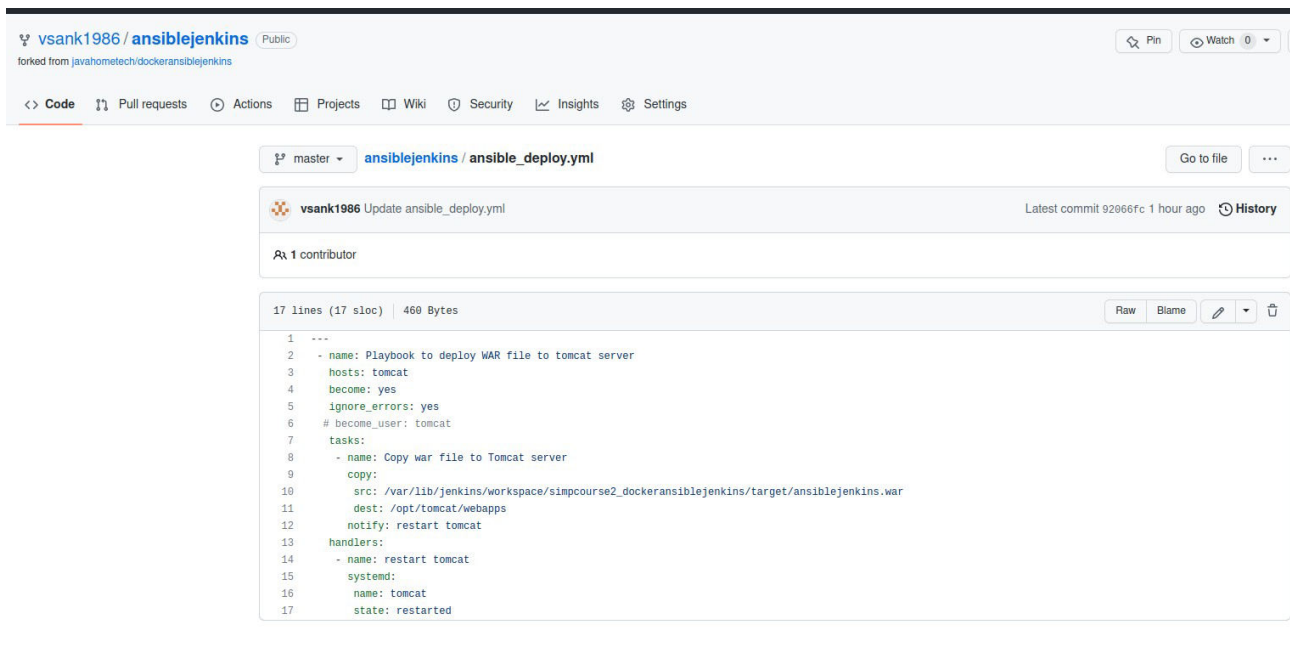 vsank1986 / ansiblejenkins Public
Pin Watch 0
forked from javahometech/dockeransiblejenkins
Code Pull requests Actions Projects Wiki Security Insights Settings
master ansiblejenkins / ansible_deploy.yml Go to file ...
vsank1986 Update ansible_deploy.yml Latest commit 92066fc 1 hour ago History
1 contributor
17 lines (17 sloc) 460 Bytes Raw Blame
1 ---
2 - name: Playbook to deploy WAR file to tomcat server
3 hosts: tomcat
4 become: yes
5 ignore_errors: yes
6 # become_user: tomcat
7 tasks:
8 - name: Copy war file to Tomcat server
9 copy:
10 src: /var/lib/jenkins/workspace/simpcourse2_dockeransiblejenkins/target/ansiblejenkins.war
11 dest: /opt/tomcat/webapps
12 notify: restart tomcat
13 handlers:
14 - name: restart tomcat
15 systemd:
16 name: tomcat
17 state: restarted